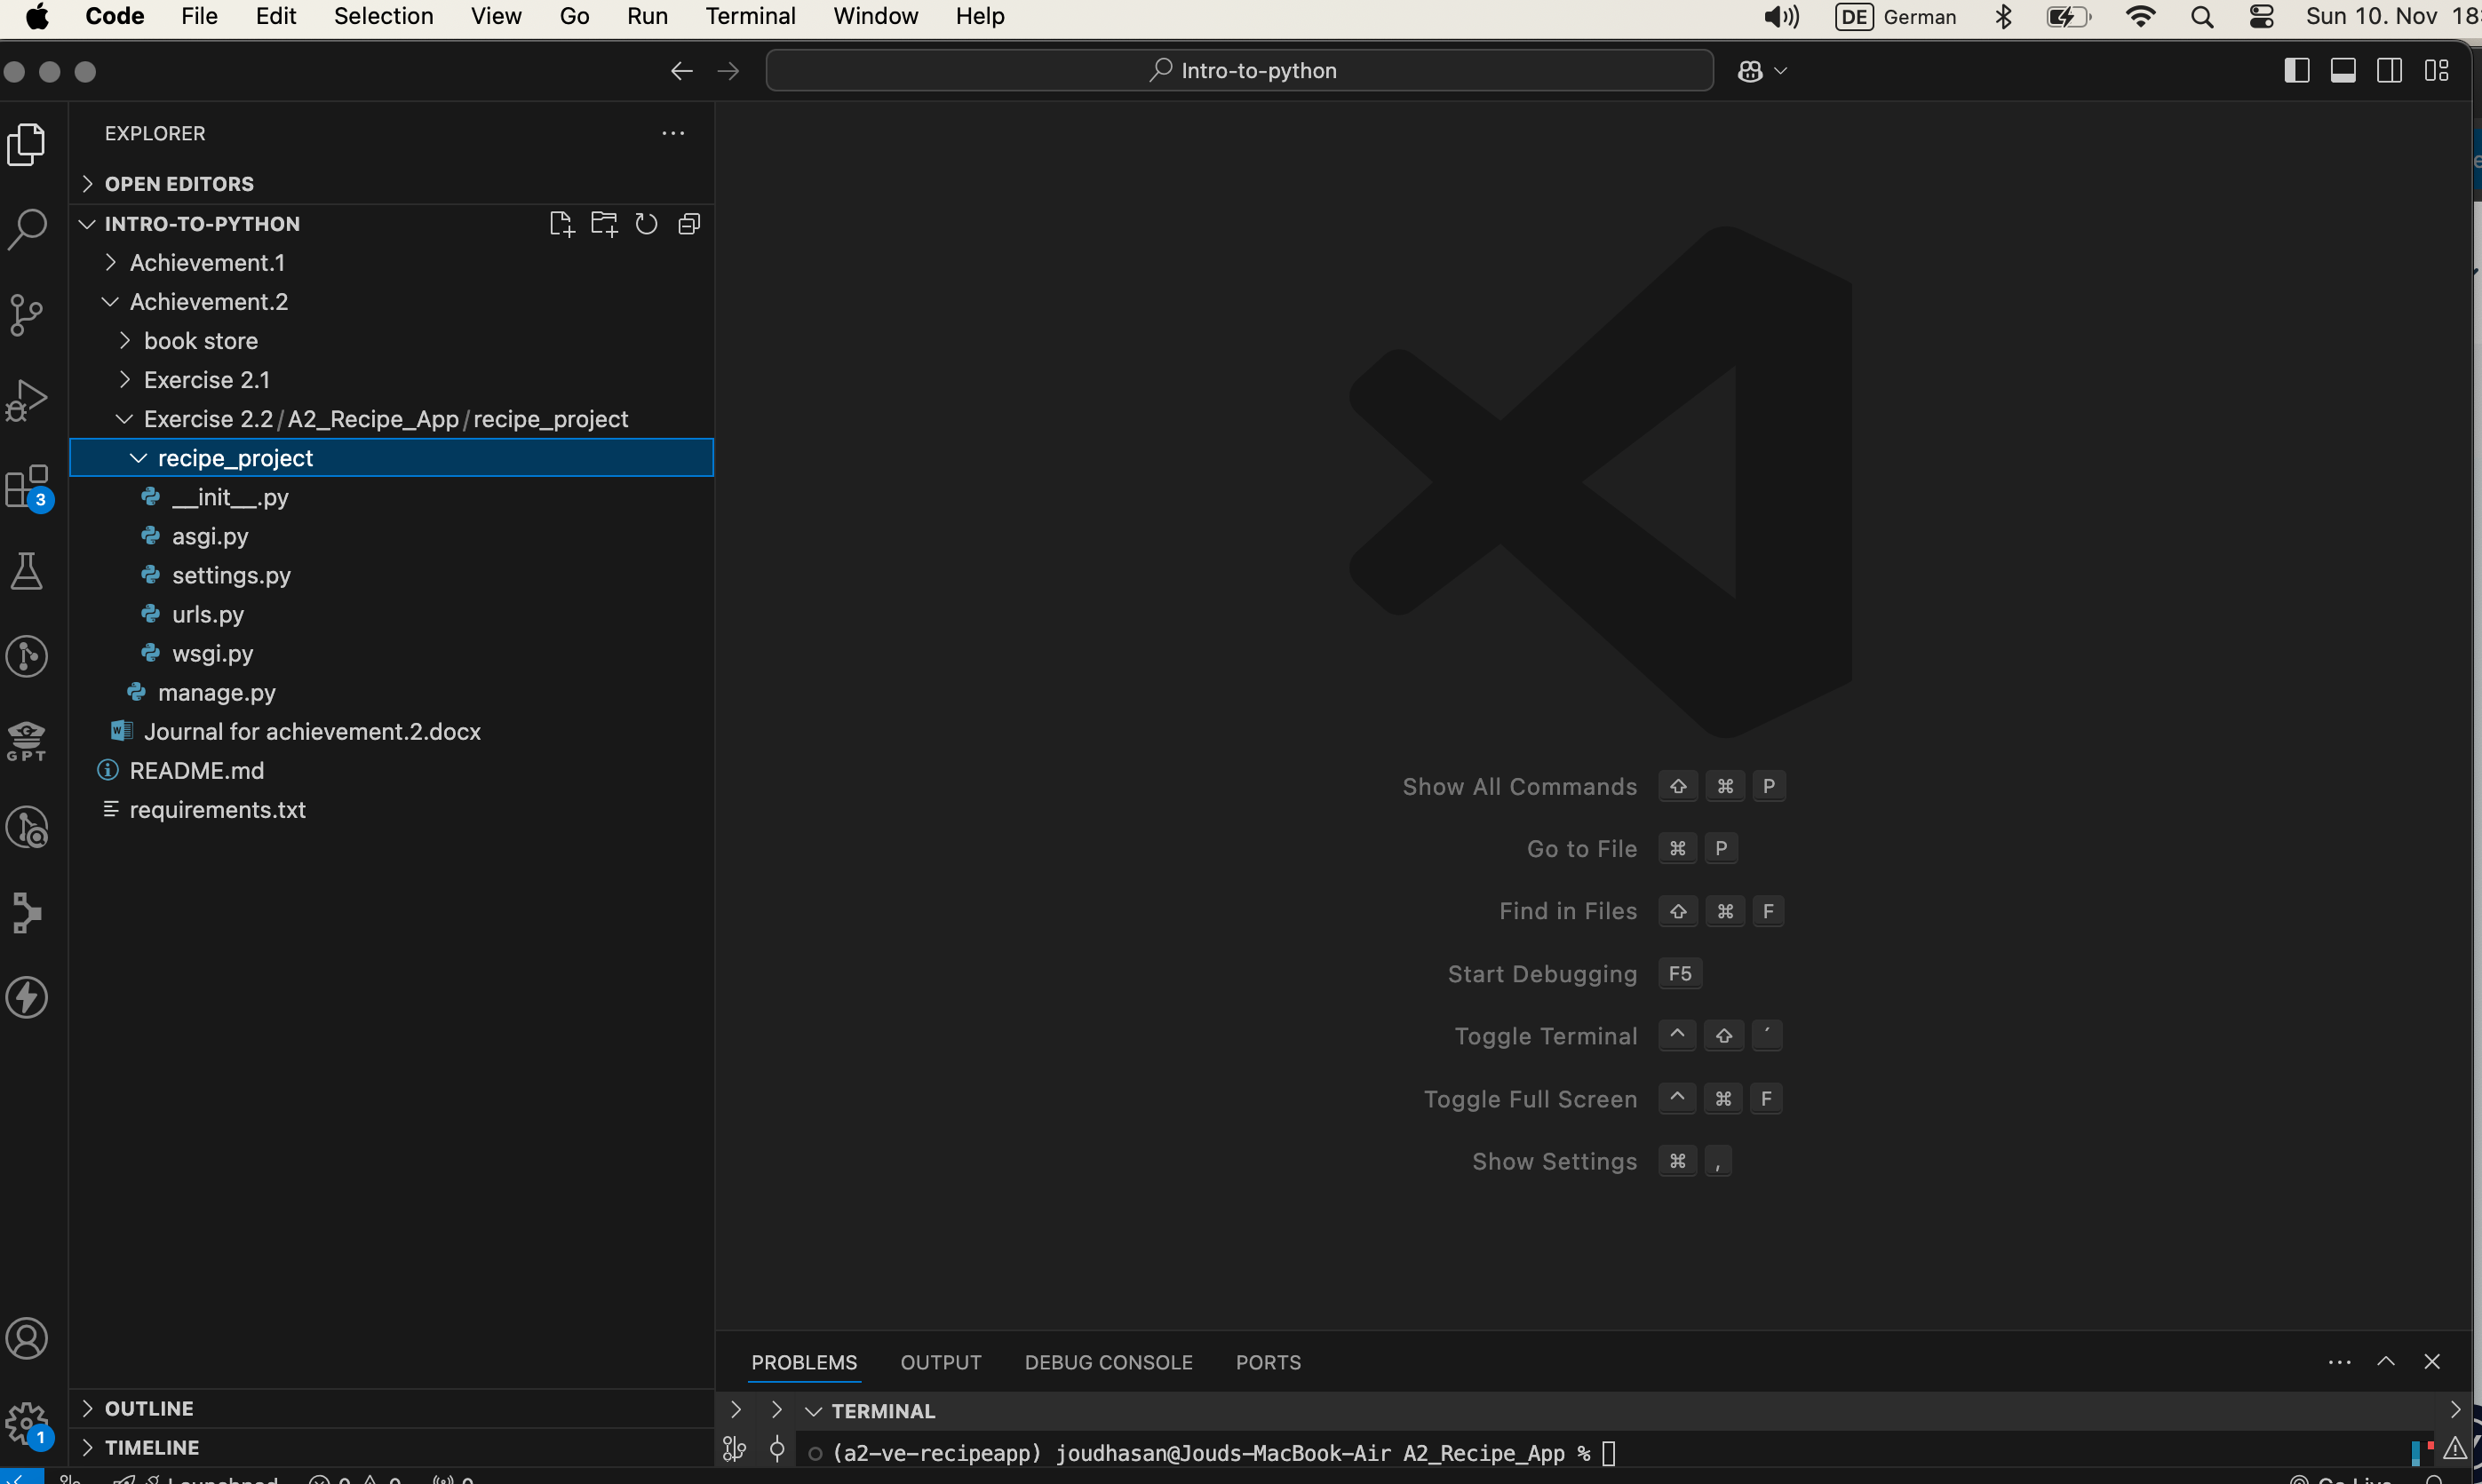 Code File Edit Selection View Go Run Terminal Window Help DE German Sun 10. Nov 18:
Intro-to-python
EXPLORER
OPEN EDITORS
INTRO-TO-PYTHON
Achievement.1
Achievement.2
book store
Exercise 2.1
Exercise 2.2/A2_Recipe_App/recipe_project
recipe_project
__init__.py
3
asgi.py
settings.py
urls.py
wsgi.py
manage.py
GPT
Journal for achievement.2.docx
README.md
requirements.txt
Show All Commands ⇧ ⌘ P
Go to File ⌘ P
Find in Files ⇧ ⌘ F
Start Debugging F5
Toggle Terminal ^ ⇧ ´
Toggle Full Screen ^ ⌘ F
Show Settings ⌘ ,
PROBLEMS OUTPUT DEBUG CONSOLE PORTS
OUTLINE
TERMINAL
1
TIMELINE
(a2-ve-recipeapp) joudhasan@Jouds-MacBook-Air A2_Recipe_App %
Launchpad 0 0 0 Go Live